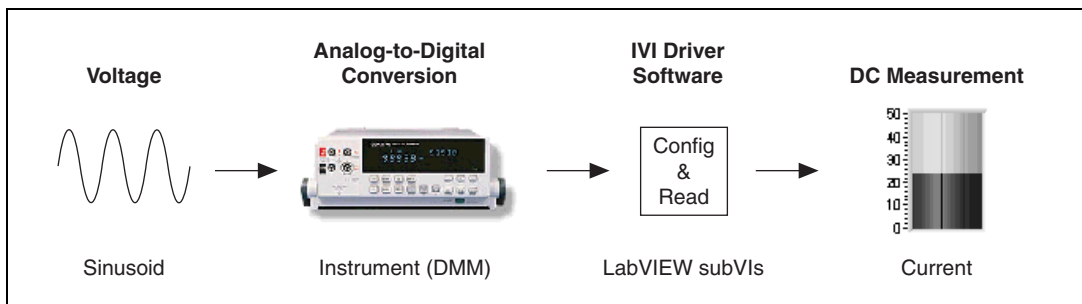 Voltage
Analog-to-Digital
Conversion
IVI Driver
Software
DC Measurement
Config
&
Read
50
40
30
20
10
0
Sinusoid
Instrument (DMM)
LabVIEW subVIs
Current